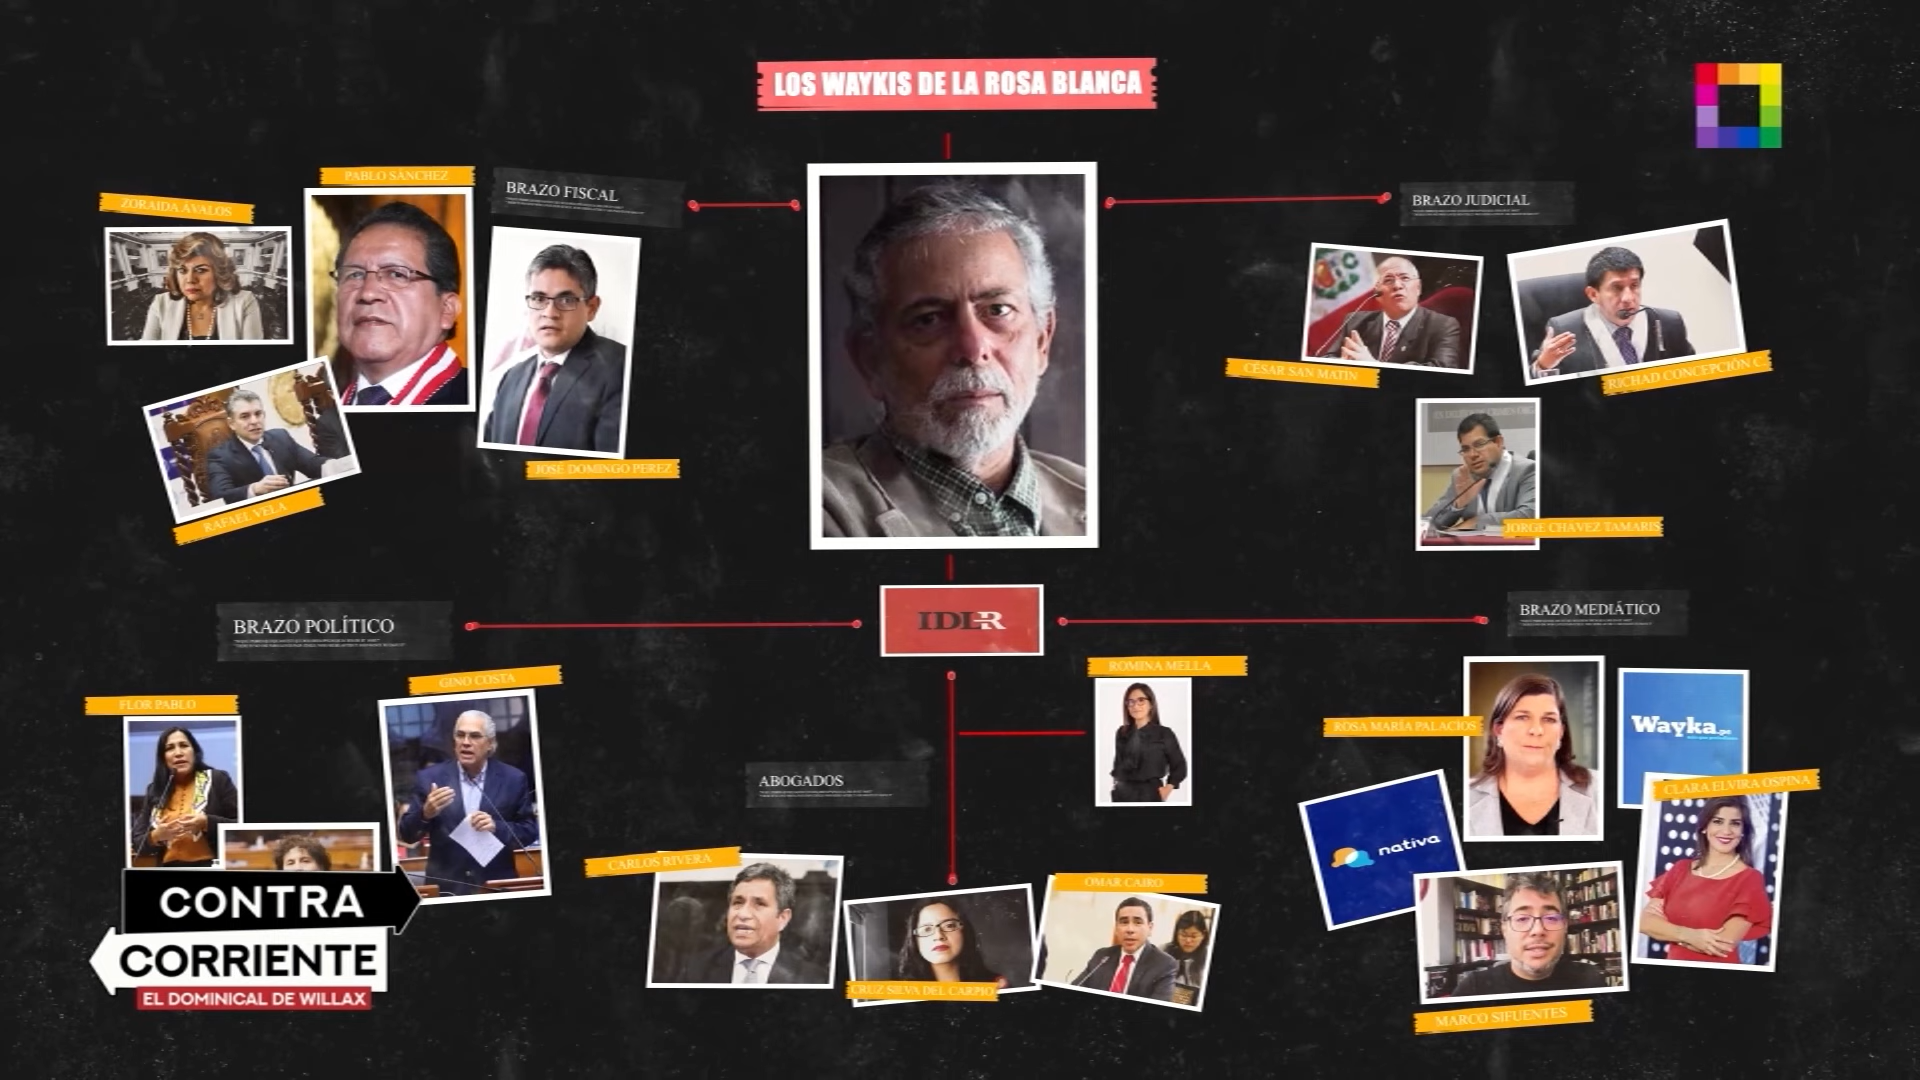 LOS WAYKIS DE LA ROSA BLANCA
PABLO SÁNCHEZ
ZORAIDA ÁVALOS
BRAZO FISCAL
JOSÉ DOMINGO PEREZ
RAFAEL VELA
BRAZO JUDICIAL
CÉSAR SAN MATIN
RICHAD CONCEPCIÓN C
JORGE CHÁVEZ TAMARIS
BRAZO POLÍTICO
IDL-R
BRAZO MEDIÁTICO
FLOR PABLO
GINO COSTA
ROMINA MELLA
ABOGADOS
CARLOS RIVERA
CRUZ SILVA DEL CARPIO
OMAR CAIRO
ROSA MARÍA PALACIOS
Wayka.pe
CLARA ELVIRA OSPINA
nativa
MARCO SIFUENTES
CONTRA
CORRIENTE
EL DOMINICAL DE WILLAX